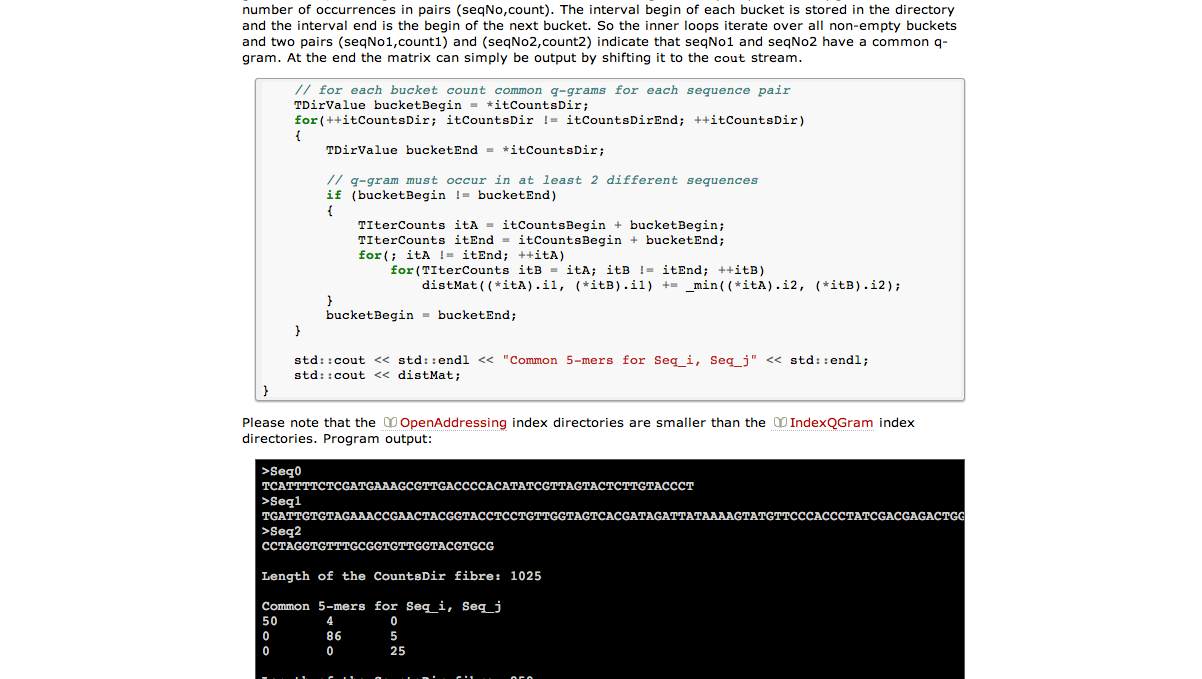 number of occurrences in pairs (seqNo,count). The interval begin of each bucket is stored in the directory
and the interval end is the begin of the next bucket. So the inner loops iterate over all non-empty buckets
and two pairs (seqNo1,count1) and (seqNo2,count2) indicate that seqNo1 and seqNo2 have a common q-
gram. At the end the matrix can simply be output by shifting it to the cout stream.
// for each bucket count common q-grams for each sequence pair
TDirValue bucketBegin = *itCountsDir;
for(++itCountsDir; itCountsDir != itCountsDirEnd; ++itCountsDir)
{
TDirValue bucketEnd = *itCountsDir;
// q-gram must occur in at least 2 different sequences
if (bucketBegin != bucketEnd)
{
TIterCounts itA = itCountsBegin + bucketBegin;
TIterCounts itEnd = itCountsBegin + bucketEnd;
for(; itA != itEnd; ++itA)
for(TIterCounts itB = itA; itB != itEnd; ++itB)
distMat((*itA).i1, (*itB).i1) += _min((*itA).i2, (*itB).i2);
}
bucketBegin = bucketEnd;
}
std::cout << std::endl << "Common 5-mers for Seq_i, Seq_j" << std::endl;
std::cout << distMat;
}
Please note that the OpenAddressing index directories are smaller than the IndexQGram index
directories. Program output:
>Seq0
TCATTTTCTCGATGAAAGCGTTGACCCCACATATCGTTAGTACTCTTGTACCCT
>Seq1
TGATTGTGTAGAAACCGAACTACGGTACCTCCTGTTGGTAGTCACGATAGATTATAAAAGTATGTTCCCACCCTATCGACGAGACTGG
>Seq2
CCTAGGTGTTTGCGGTGTTGGTACGTGCG
Length of the CountsDir fibre: 1025
Common 5-mers for Seq_i, Seq_j
50 4 0
0 86 5
0 0 25